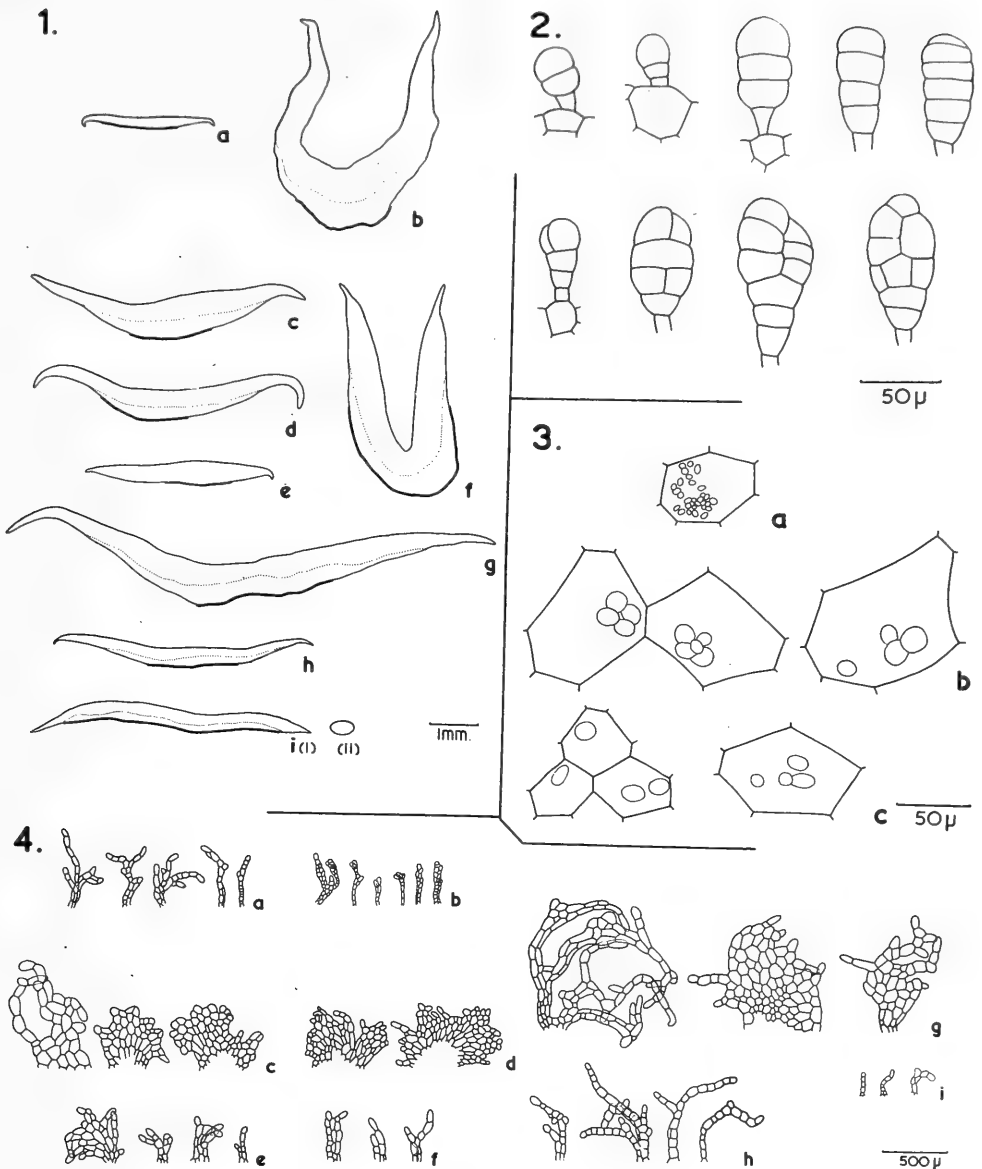 1.
a
b
c
d
e
f
g
h
i(I) (II)
1mm.
2.
50μ
3.
a
b
c
50μ
4.
a
b
c
d
e
f
g
h
i
500μ